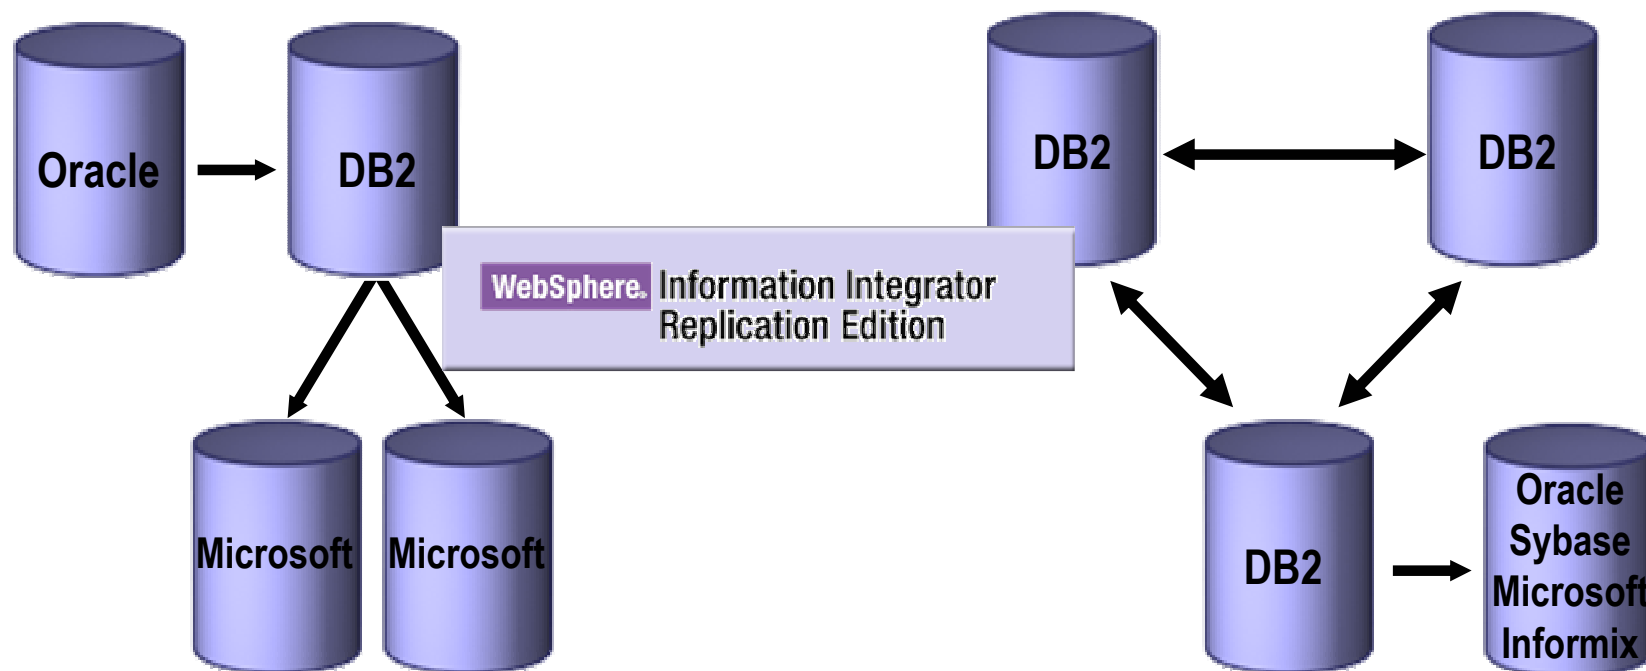 Oracle
DB2
DB2
DB2
WebSphere® Information Integrator
Replication Edition
Microsoft
Microsoft
DB2
Oracle
Sybase
Microsoft
Informix